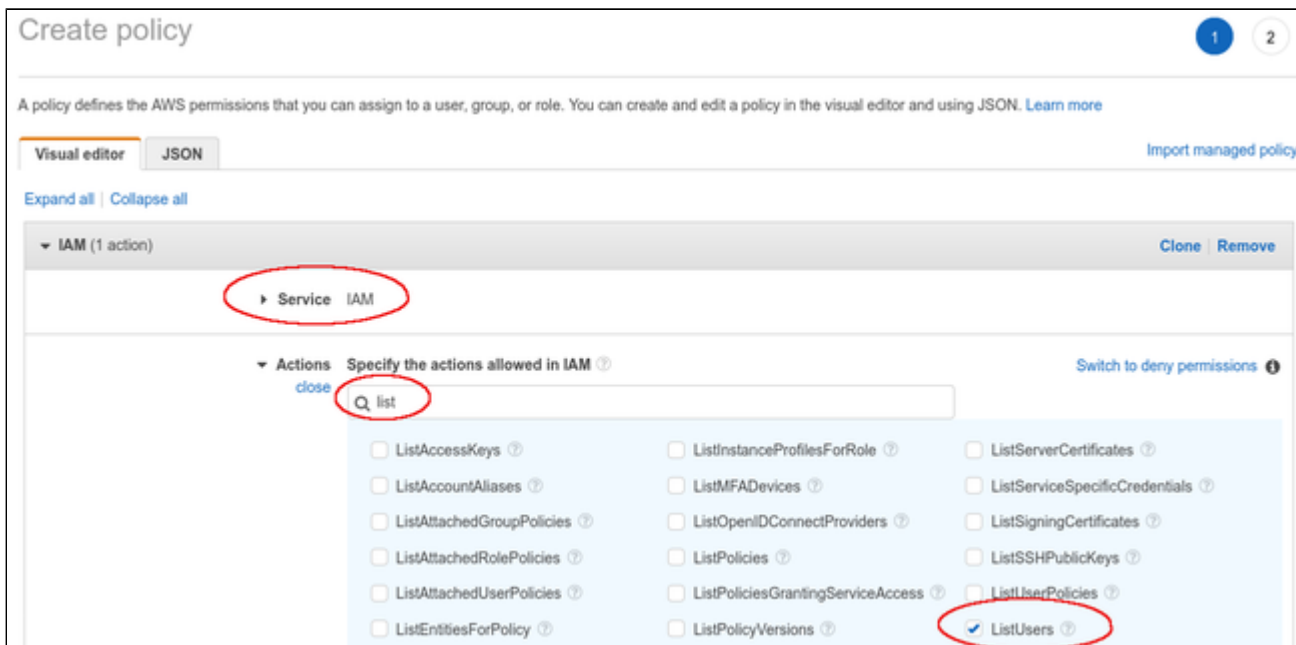 Create policy
1 2
A policy defines the AWS permissions that you can assign to a user, group, or role. You can create and edit a policy in the visual editor and using JSON. Learn more
Visual editor JSON Import managed policy
Expand all | Collapse all
IAM (1 action) Clone | Remove
Service IAM
Actions Specify the actions allowed in IAM ? Switch to deny permissions i
close
list
ListAccessKeys ? ListInstanceProfilesForRole ? ListServerCertificates ?
ListAccountAliases ? ListMFADevices ? ListServiceSpecificCredentials ?
ListAttachedGroupPolicies ? ListOpenIDConnectProviders ? ListSigningCertificates ?
ListAttachedRolePolicies ? ListPolicies ? ListSSHPublicKeys ?
ListAttachedUserPolicies ? ListPoliciesGrantingServiceAccess ? ListUserPolicies ?
ListEntitiesForPolicy ? ListPolicyVersions ? ListUsers ?